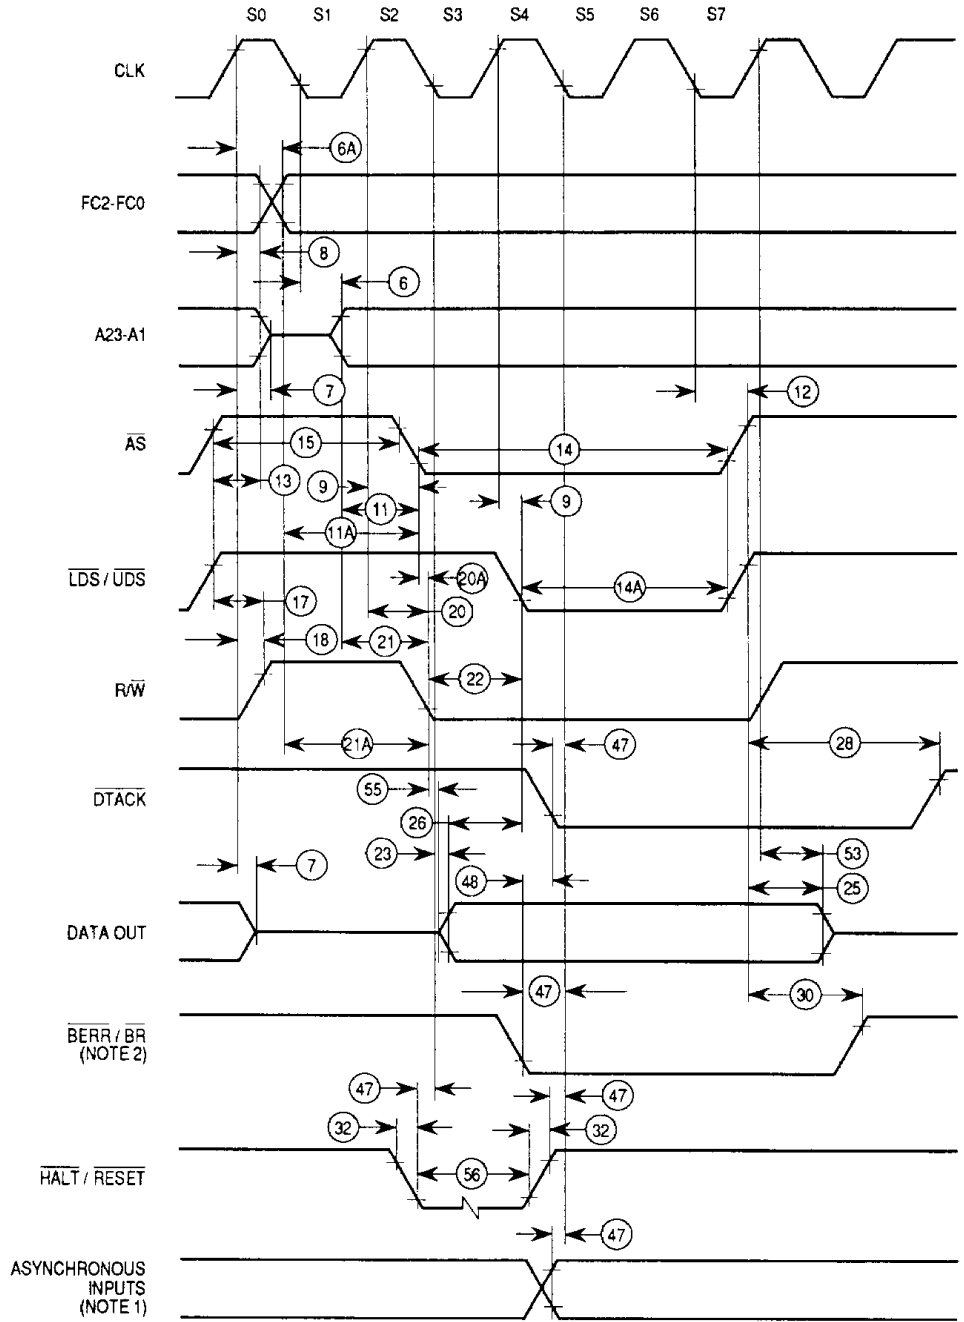 S0 S1 S2 S3 S4 S5 S6 S7
CLK
6A
FC2-FC0
8
6
A23-A1
7
12
AS
15
14
13
9
9
11
11A
LDS / UDS
20A
14A
17
20
18
21
R/W
22
21A
47
28
DTACK
55
26
23
53
7
48
25
DATA OUT
47
30
BERR / BR
(NOTE 2)
47
47
32
32
HALT / RESET
56
47
ASYNCHRONOUS
INPUTS
(NOTE 1)